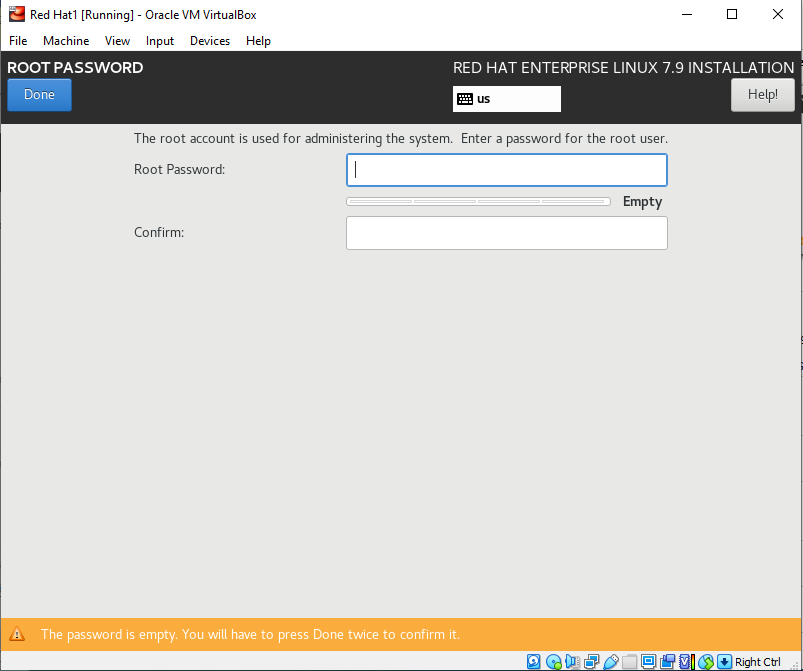 Red Hat1 [Running] - Oracle VM VirtualBox
File Machine View Input Devices Help
ROOT PASSWORD
RED HAT ENTERPRISE LINUX 7.9 INSTALLATION
Done
us
Help!
The root account is used for administering the system.  Enter a password for the root user.
Root Password:
Empty
Confirm:
The password is empty. You will have to press Done twice to confirm it.
Right Ctrl